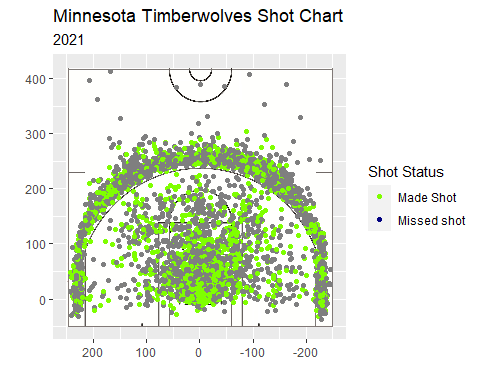 Minnesota Timberwolves Shot Chart
2021
400
300
200
100
0
200 100 0 -100 -200
Shot Status
Made Shot
Missed shot